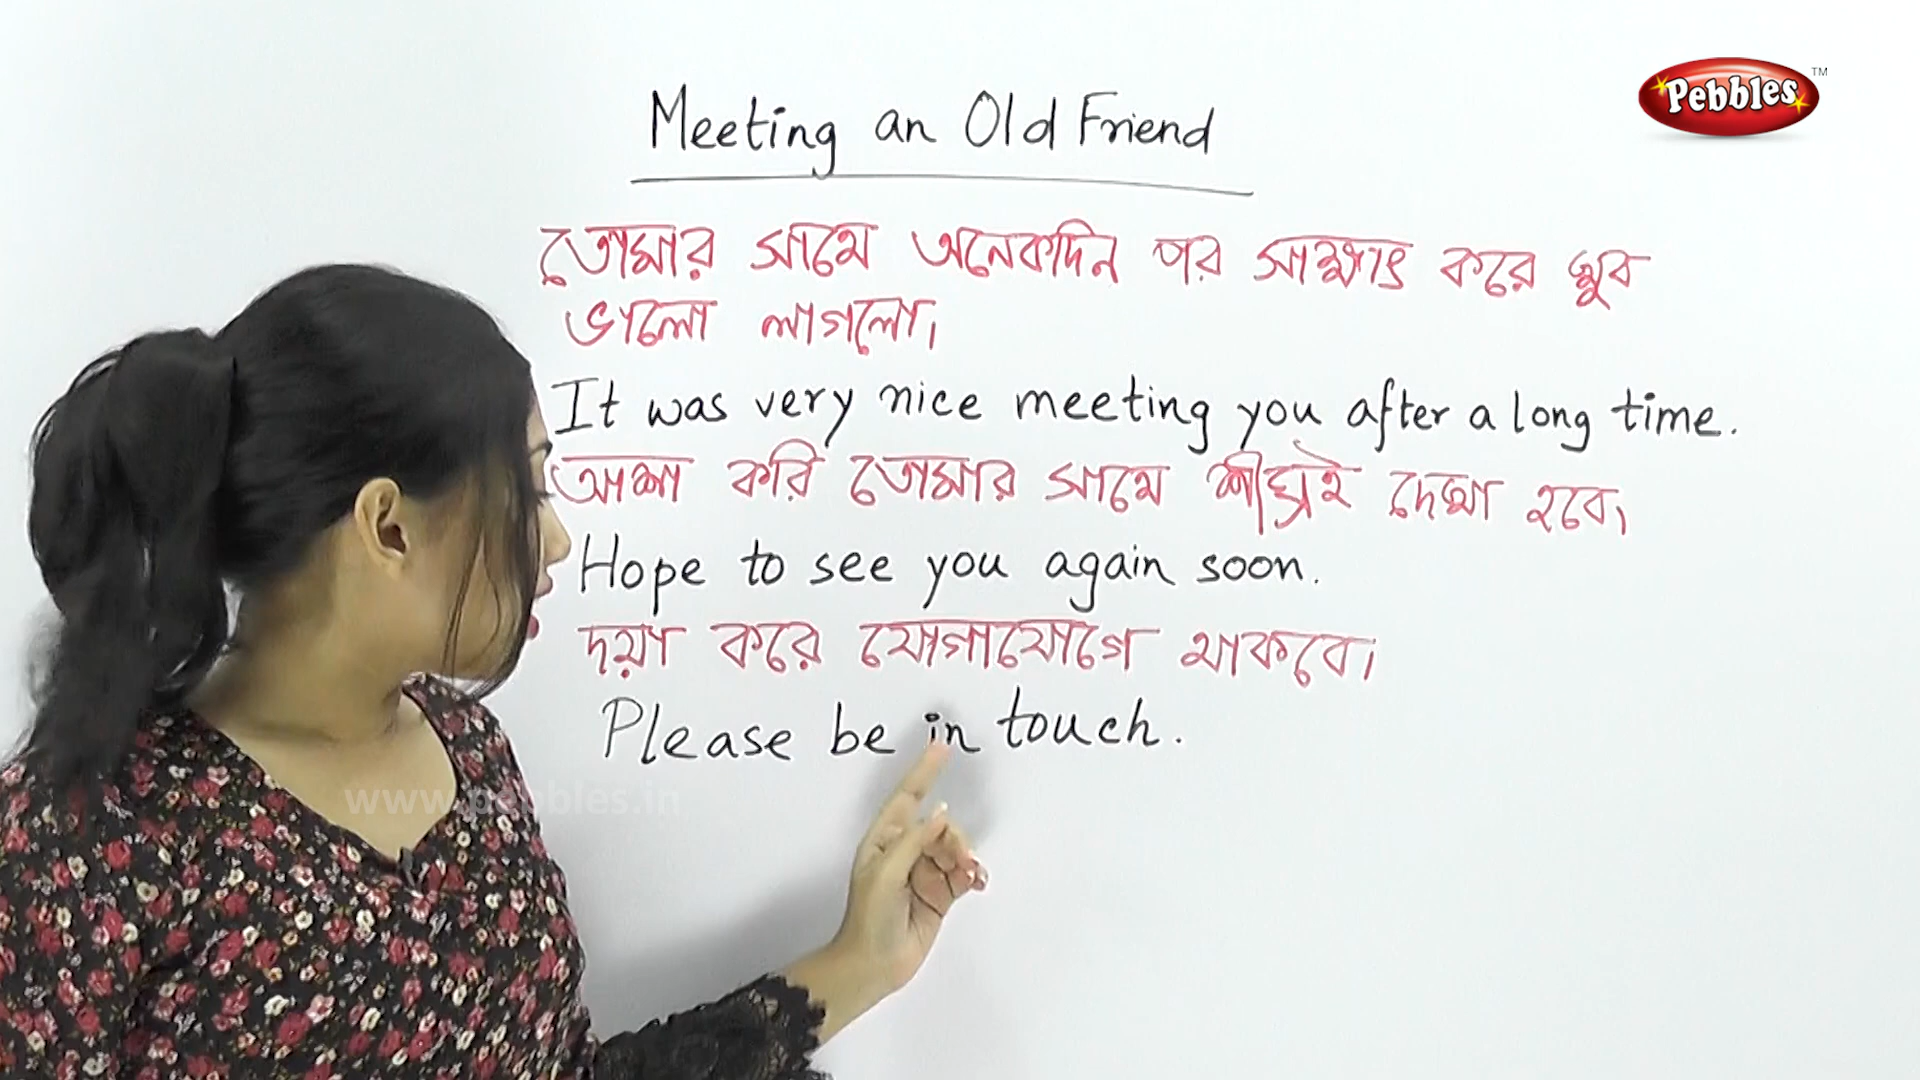 Pebbles TM
Meeting an Old Friend
তোমার সাথে অনেকদিন পর সাক্ষাৎ করে খুব
ভালো লাগলো।
It was very nice meeting you after a long time.
আশা করি তোমার সাথে শীঘ্রই দেখা হবে।
Hope to see you again soon.
দয়া করে যোগাযোগে থাকবে।
Please be in touch.
www.pebbles.in